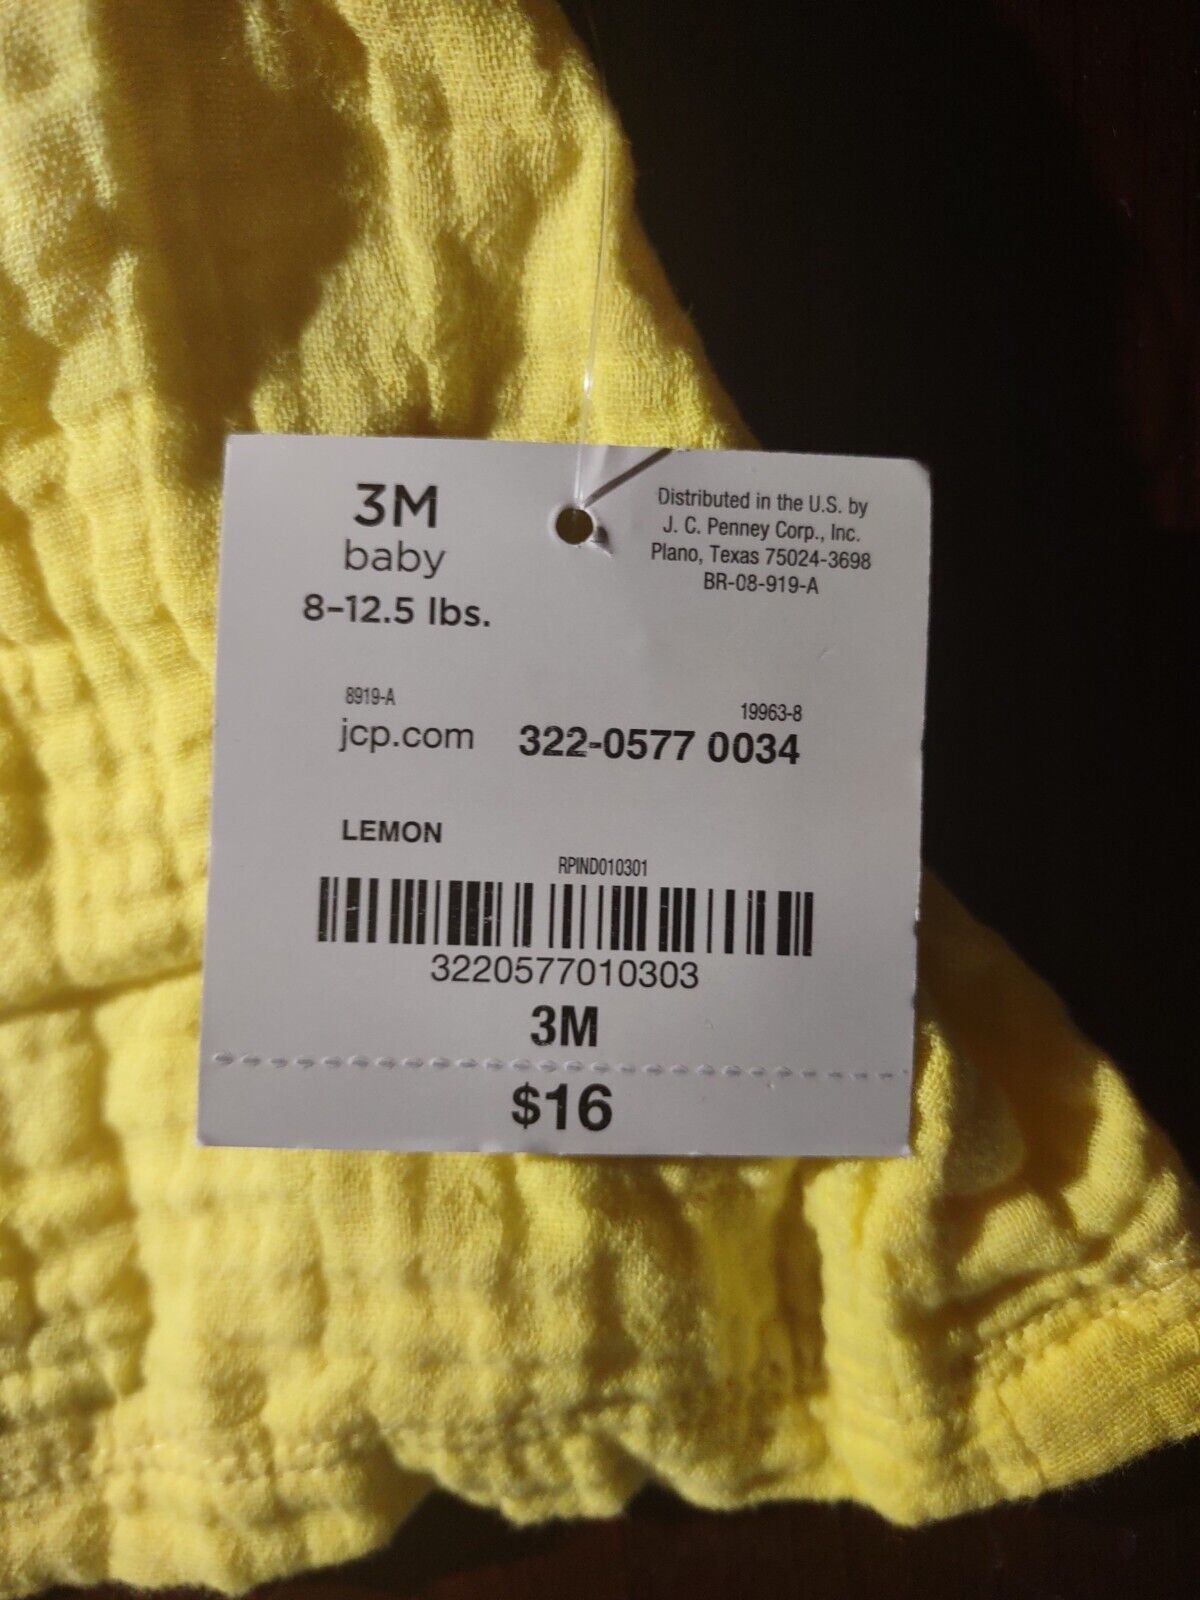 3M
baby
8-12.5 lbs.
Distributed in the U.S. by
J. C. Penney Corp., Inc.
Plano, Texas 75024-3698
BR-08-919-A
8919-A
jcp.com
19963-8
322-0577 0034
LEMON
RPIND010301
3220577010303
3M
$16